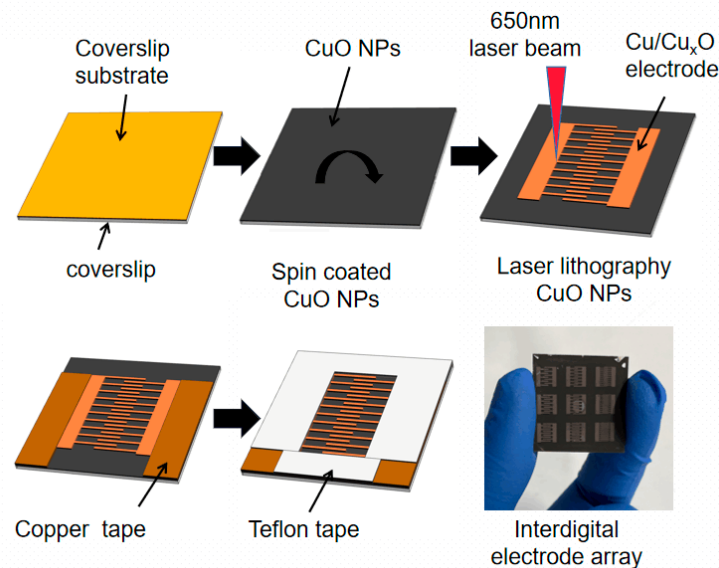 Coverslip
substrate
CuO NPs
650nm
laser beam
Cu/CuₓO
electrode
coverslip
Spin coated
CuO NPs
Laser lithography
CuO NPs
Copper tape
Teflon tape
Interdigital
electrode array